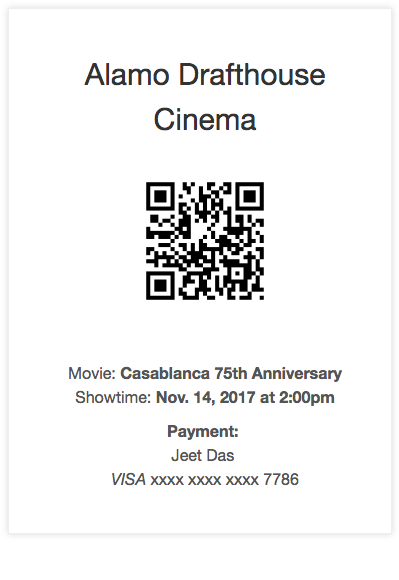 Alamo Drafthouse
Cinema
Movie: Casablanca 75th Anniversary
Showtime: Nov. 14, 2017 at 2:00pm
Payment:
Jeet Das
VISA xxxx xxxx xxxx 7786